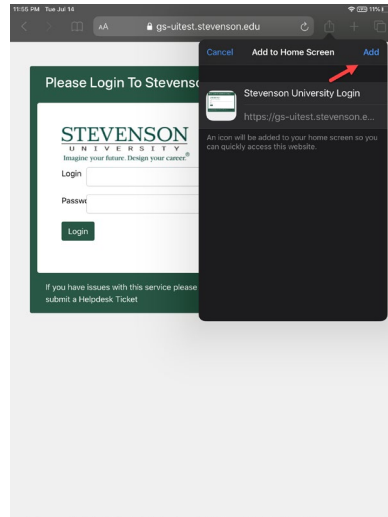 11:55 PM Tue Jul 14
11%
AA
gs-uitest.stevenson.edu
Cancel
Add to Home Screen
Add
Stevenson University Login
https://gs-uitest.stevenson.e...
An icon will be added to your home screen so you
can quickly access this website.
Please Login To Stevenso
STEVENSON
UNIVERSITY
Imagine your future. Design your career.®
Login
Passwo
Login
If you have issues with this service please
submit a Helpdesk Ticket